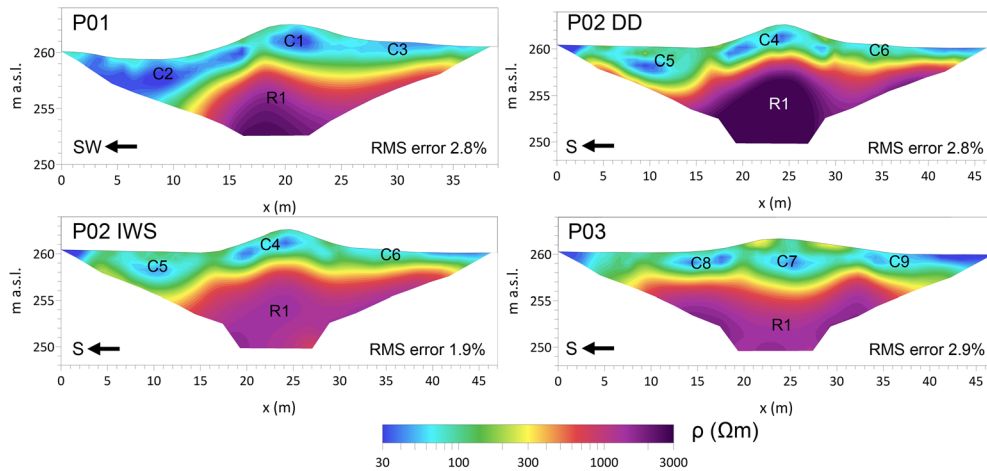 P01
m a.s.l.
260
255
250
C1
C2
C3
R1
SW
RMS error 2.8%
0 5 10 15 20 25 30 35
x (m)
P02 DD
m a.s.l.
260
255
250
C4
C5
C6
R1
S
RMS error 2.8%
0 5 10 15 20 25 30 35 40 45
x (m)
P02 IWS
m a.s.l.
260
255
250
C4
C5
C6
R1
S
RMS error 1.9%
0 5 10 15 20 25 30 35 40 45
x (m)
P03
m a.s.l.
260
255
250
C8
C7
C9
R1
S
RMS error 2.9%
0 5 10 15 20 25 30 35 40 45
x (m)
ρ (Ωm)
30 100 300 1000 3000